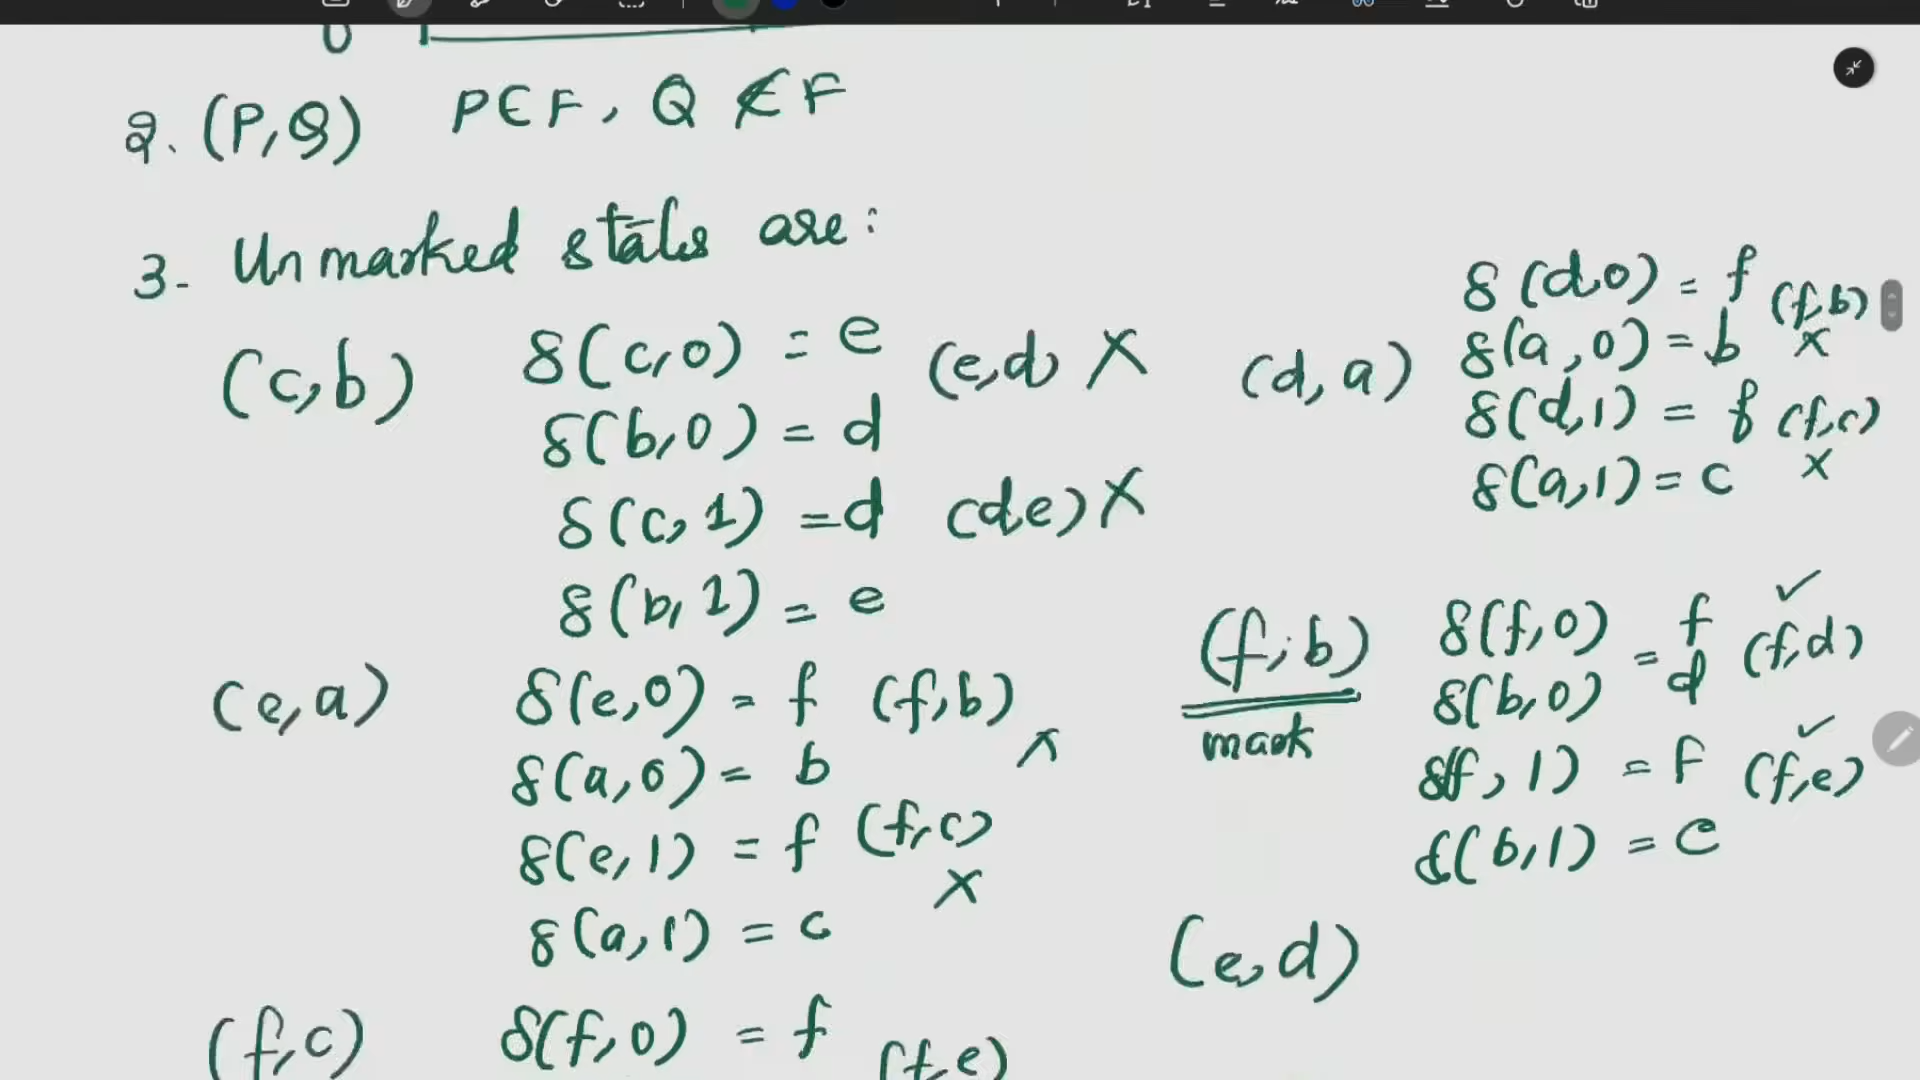 2. (P,Q) P∈F, Q ∉ F
3. Unmarked states are:
(c,b) δ(c,0) = e (e,d) X
δ(b,0) = d
δ(c,1) = d (de) X
δ(b,1) = e
(e,a) δ(e,0) = f (f,b)
δ(a,0) = b X
δ(e,1) = f (f,c)
X
δ(a,1) = c
(f,c) δ(f,0) = f (f,e)
(d,a) δ(d,0) = f (f,b)
δ(a,0) = b X
δ(d,1) = f (f,c)
δ(a,1) = c X
(f,b) δ(f,0) = f (f,d) ✓
mark δ(b,0) d
δ(f,1) = F (f,e) ✓
δ(b,1) = e
(e,d)